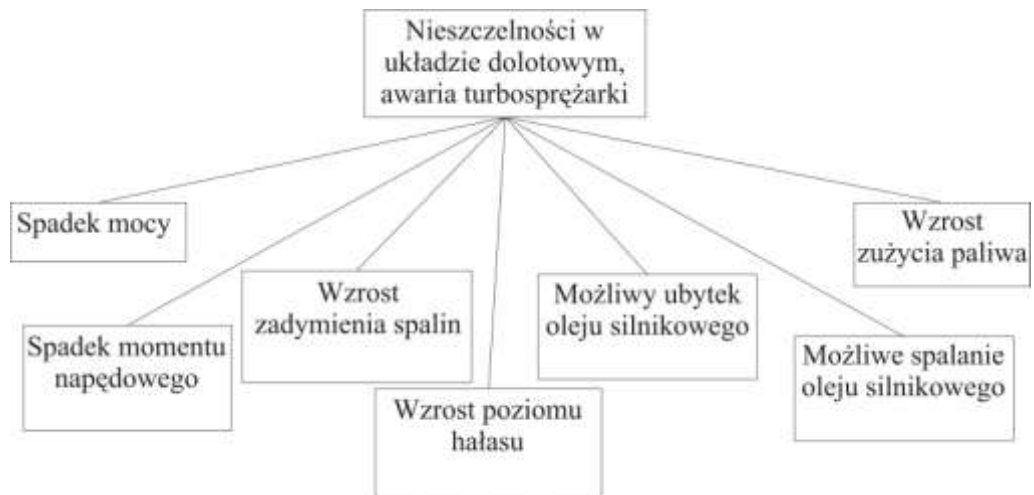 Nieszczelności w
układzie dolotowym,
awaria turbosprężarki
Spadek mocy
Wzrost
zużycia paliwa
Wzrost
zadymienia spalin
Możliwy ubytek
oleju silnikowego
Spadek momentu
napędowego
Możliwe spalanie
oleju silnikowego
Wzrost poziomu
hałasu